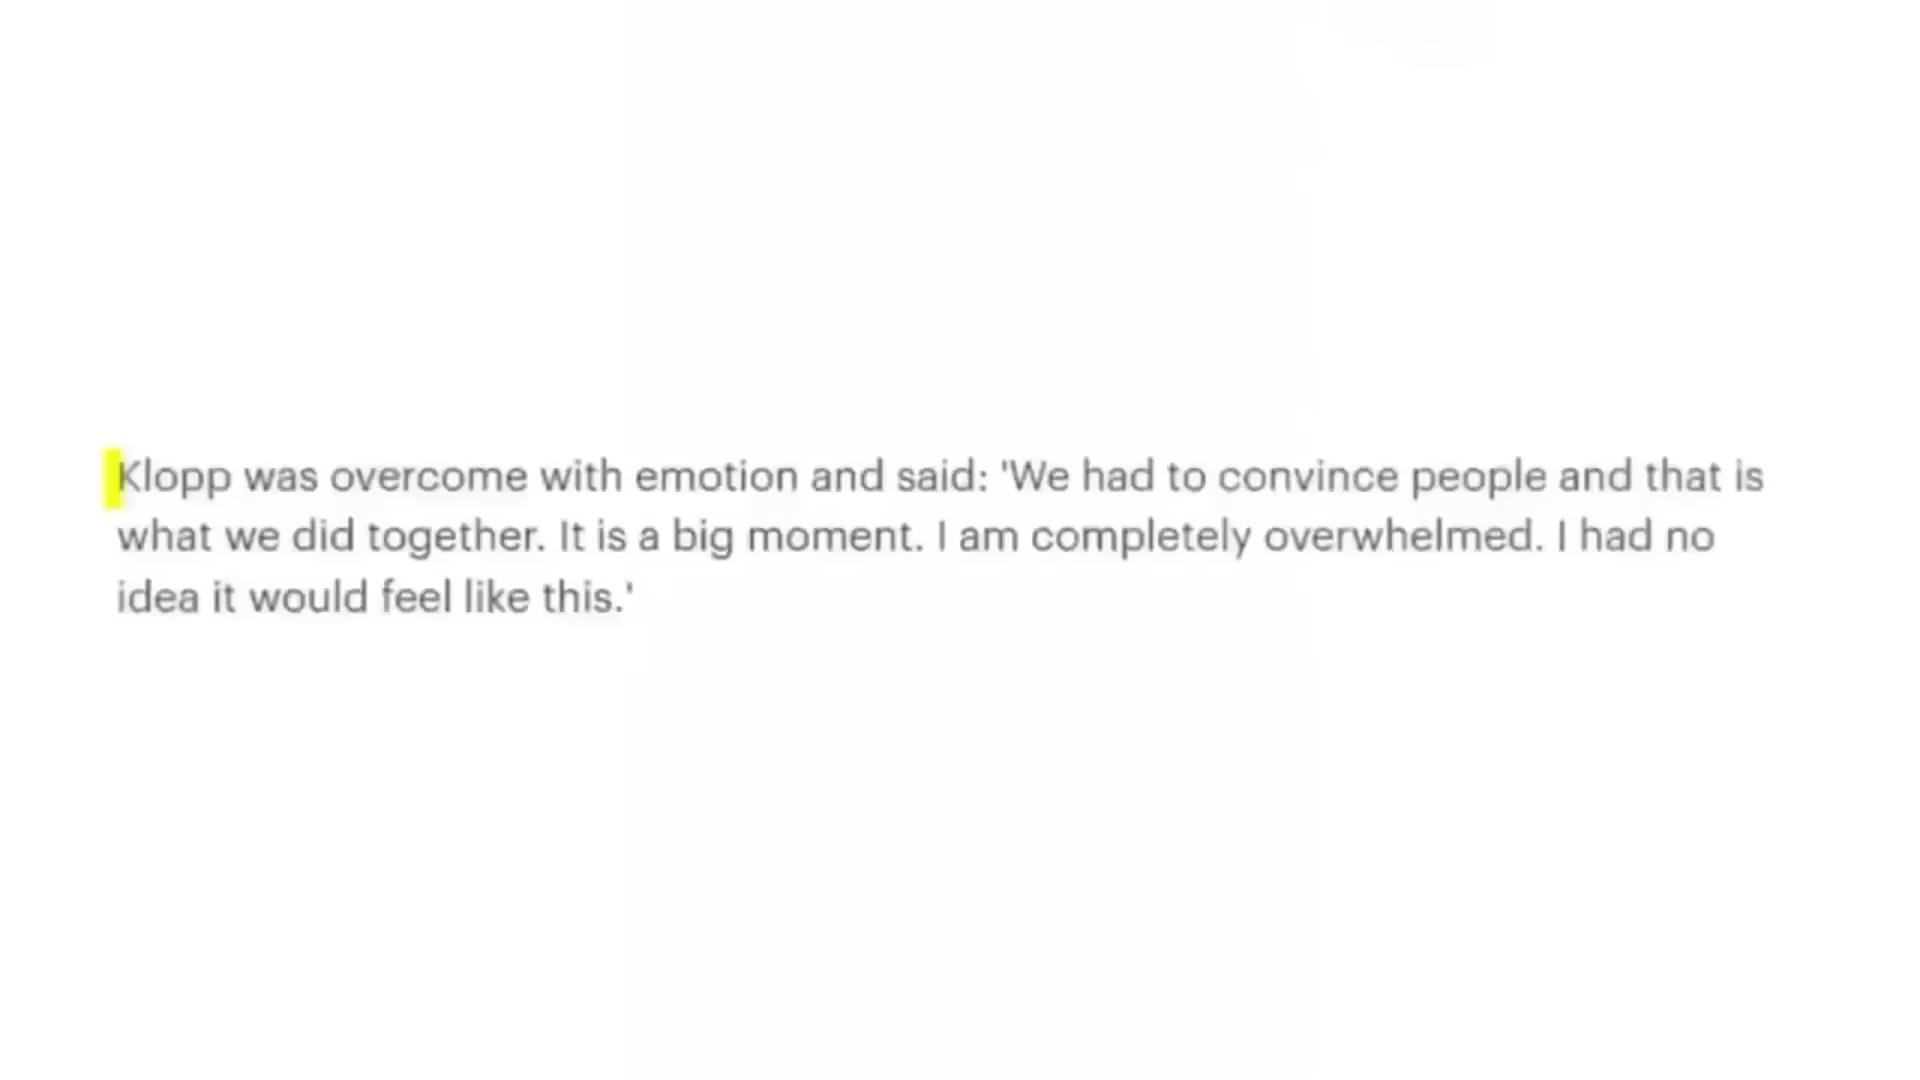 Klopp was overcome with emotion and said: 'We had to convince people and that is
what we did together. It is a big moment. I am completely overwhelmed. I had no
idea it would feel like this.'